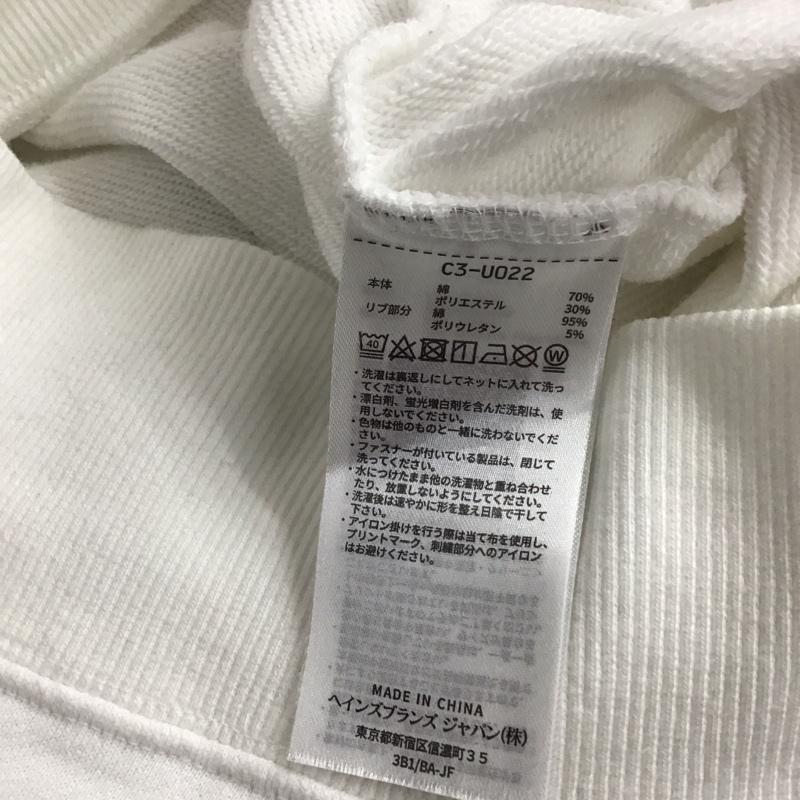 C3-U022
本体 綿 70%
ポリエステル 30%
リブ部分 綿 95%
ポリウレタン 5%
40
W
・洗濯は裏返しにしてネットに入れて洗っ
てください。
・漂白剤、蛍光増白剤を含んだ洗剤は、使
用しないでください。
・色物は他のものと一緒に洗わないでくだ
さい。
・ファスナーが付いている製品は、閉じて
洗ってください。
・水につけたまま他の洗濯物と重ね合わせ
たり、放置しないようにしてください。
・洗濯後は速やかに形を整え日陰で干して
下さい。
・アイロン掛けを行う際は当て布を使用し、
プリントマーク、刺繍部分へのアイロン
はお避けください。
MADE IN CHINA
ヘインズブランズ ジャパン(株)
東京都新宿区信濃町35
3B1/BA-JF